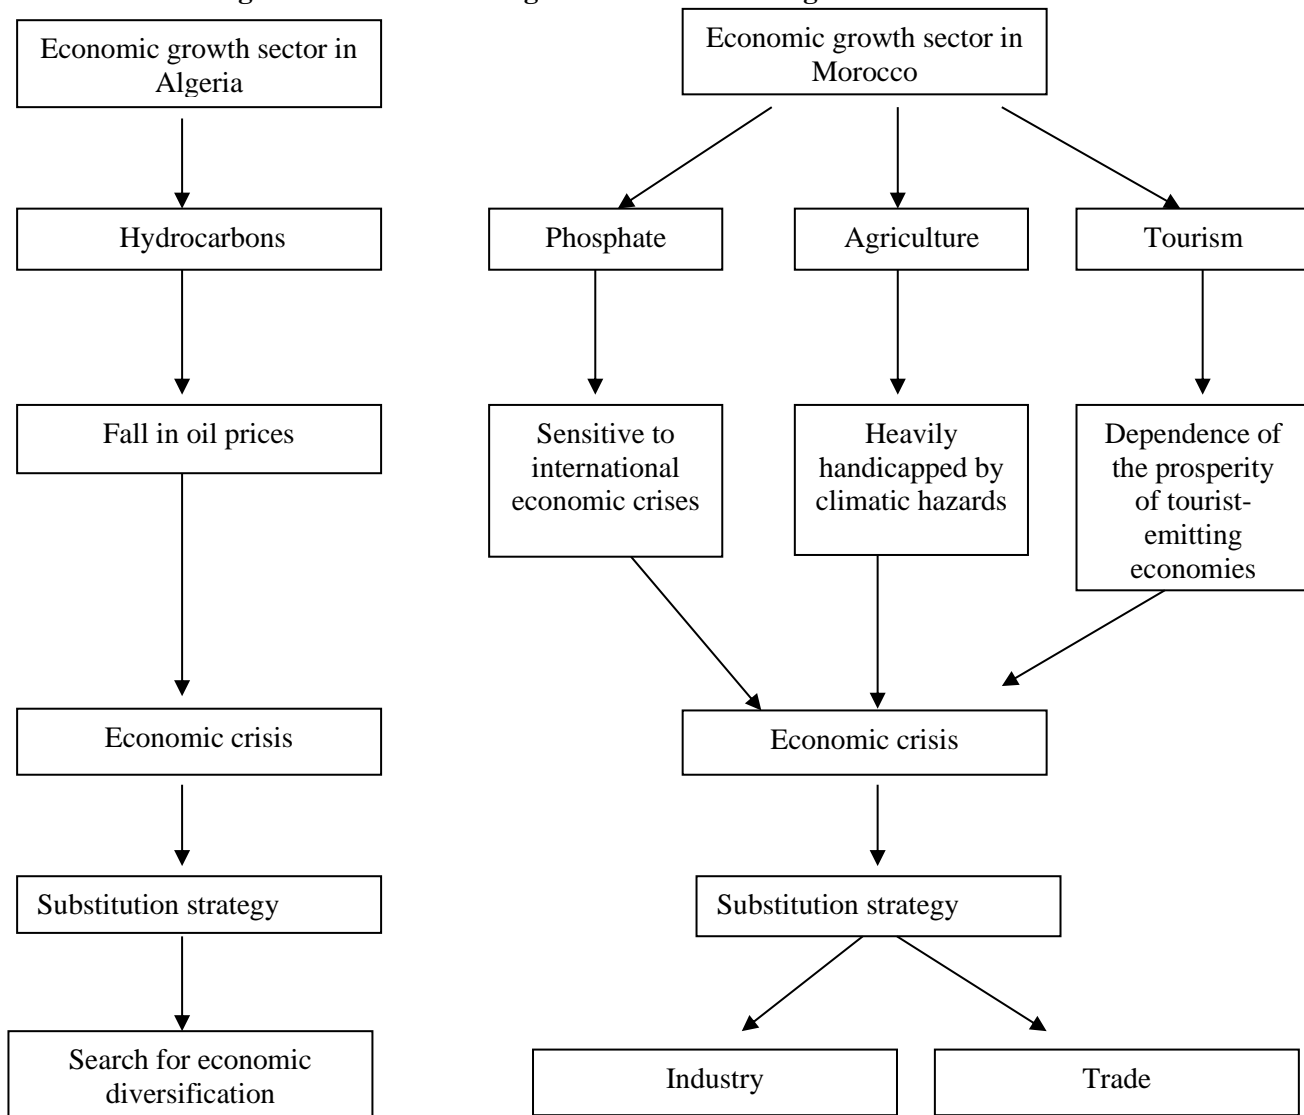 Economic growth sector in
Algeria
Economic growth sector in
Morocco
Hydrocarbons
Phosphate
Agriculture
Tourism
Fall in oil prices
Sensitive to
international
economic crises
Heavily
handicapped by
climatic hazards
Dependence of
the prosperity
of tourist-
emitting
economies
Economic crisis
Economic crisis
Substitution strategy
Substitution strategy
Search for economic
diversification
Industry
Trade